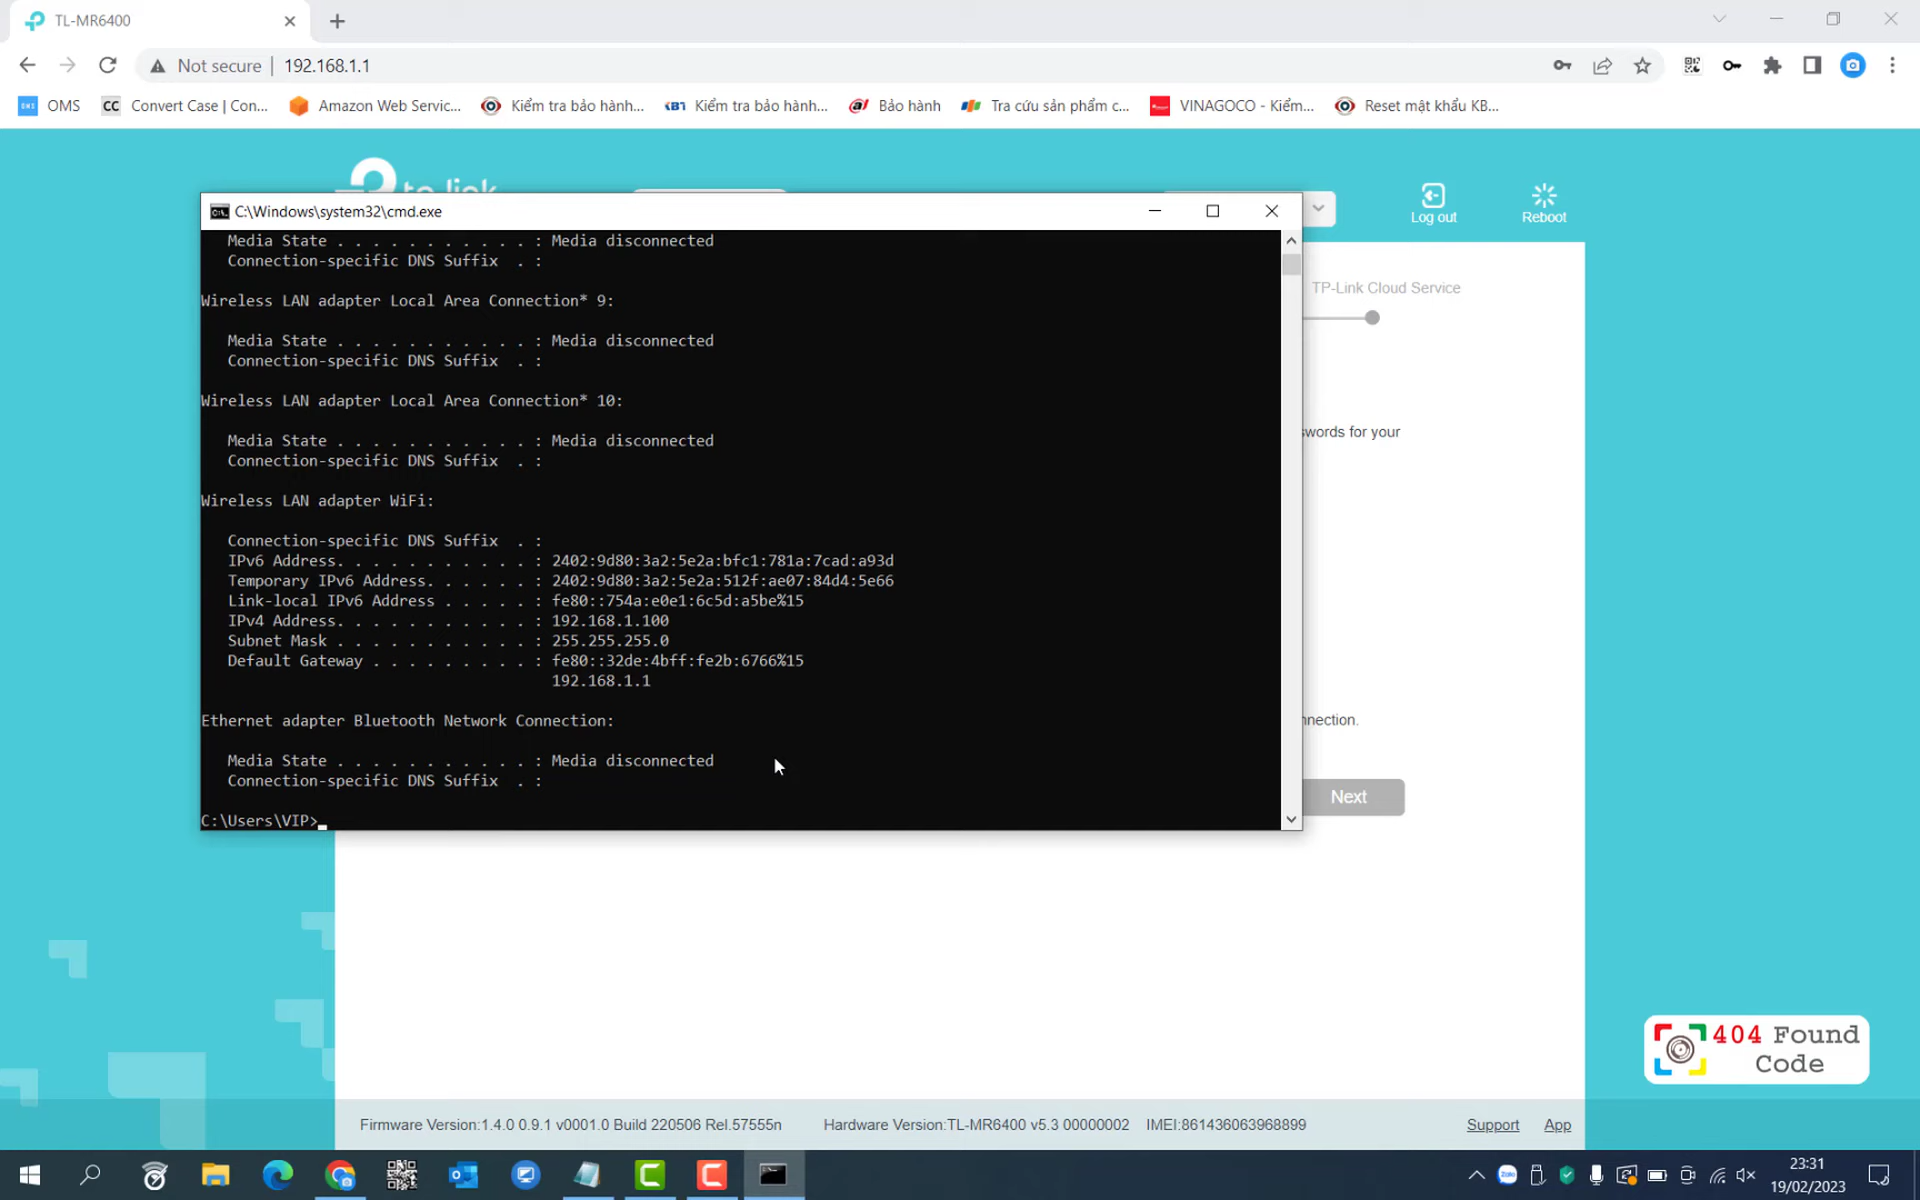 TL-MR6400
Not secure
192.168.1.1
OMS
CC
Convert Case | Con...
Amazon Web Servic...
Kiểm tra bảo hành...
Kiểm tra bảo hành...
Bảo hành
Tra cứu sản phẩm c...
VINAGOCO - Kiểm...
Reset mật khẩu KB...
tp-link
Log out
Reboot
C:\Windows\system32\cmd.exe
Media State . . . . . . . . . . . : Media disconnected
Connection-specific DNS Suffix  . :
Wireless LAN adapter Local Area Connection* 9:
Media State . . . . . . . . . . . : Media disconnected
Connection-specific DNS Suffix  . :
Wireless LAN adapter Local Area Connection* 10:
Media State . . . . . . . . . . . : Media disconnected
Connection-specific DNS Suffix  . :
Wireless LAN adapter WiFi:
Connection-specific DNS Suffix  . :
IPv6 Address. . . . . . . . . . . : 2402:9d80:3a2:5e2a:bfc1:781a:7cad:a93d
Temporary IPv6 Address. . . . . . : 2402:9d80:3a2:5e2a:512f:ae07:84d4:5e66
Link-local IPv6 Address . . . . . : fe80::754a:e0e1:6c5d:a5be%15
IPv4 Address. . . . . . . . . . . : 192.168.1.100
Subnet Mask . . . . . . . . . . . : 255.255.255.0
Default Gateway . . . . . . . . . : fe80::32de:4bff:fe2b:6766%15
192.168.1.1
Ethernet adapter Bluetooth Network Connection:
Media State . . . . . . . . . . . : Media disconnected
Connection-specific DNS Suffix  . :
C:\Users\VIP>
TP-Link Cloud Service
swords for your
nnection.
Next
404 Found
Code
Firmware Version:1.4.0 0.9.1 v0001.0 Build 220506 Rel.57555n
Hardware Version:TL-MR6400 v5.3 00000002
IMEI:861436063968899
Support
App
23:31
19/02/2023